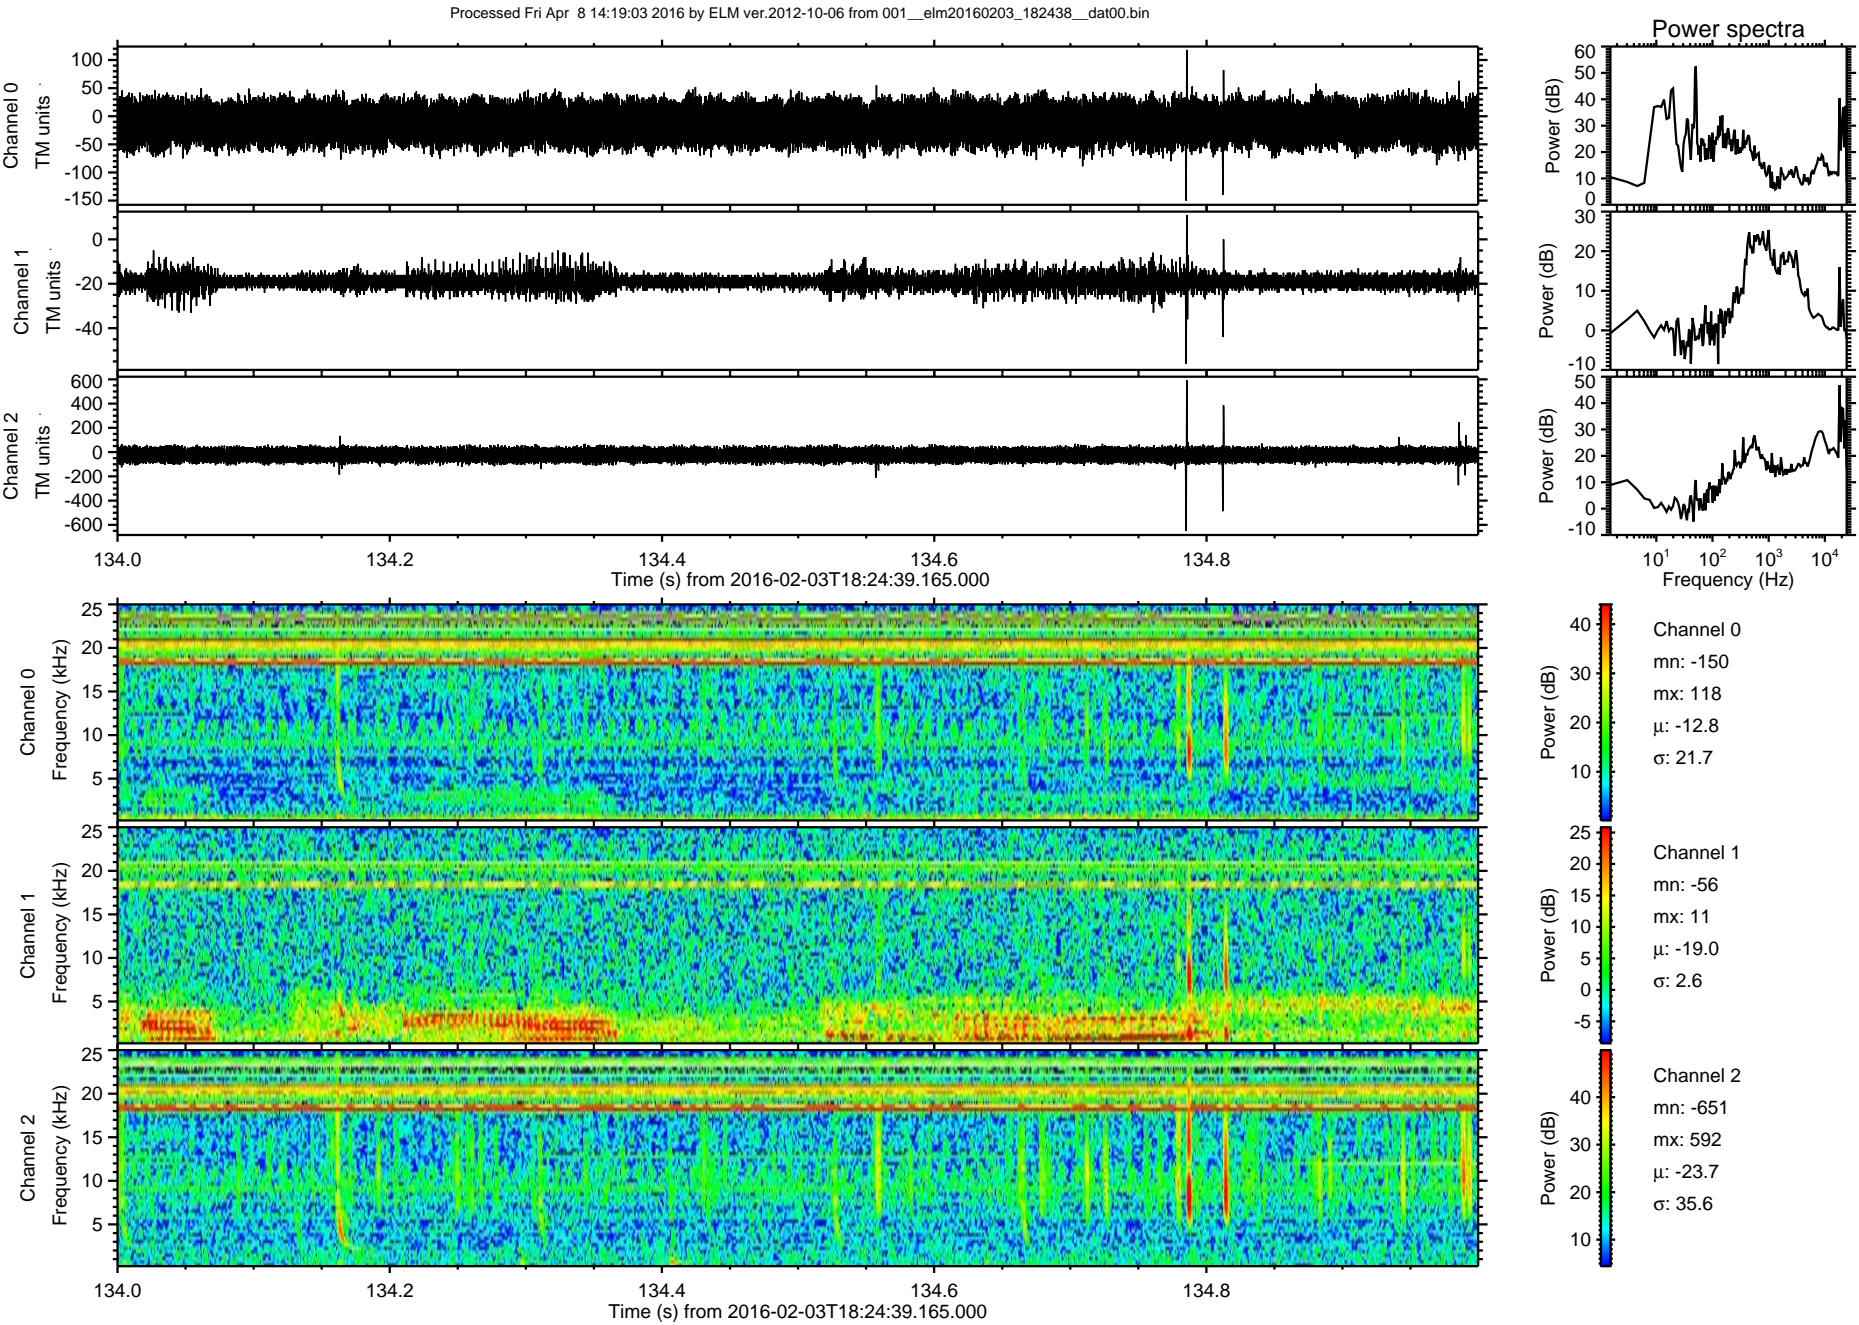 Processed Fri Apr  8 14:19:03 2016 by ELM ver.2012-10-06 from 001__elm20160203_182438__dat00.bin
Power spectra
Channel 0
TM units
100
50
0
-50
-100
-150
Power (dB)
60
50
40
30
20
10
0
Channel 1
TM units
0
-20
-40
Power (dB)
30
20
10
0
-10
Channel 2
TM units
600
400
200
0
-200
-400
-600
Power (dB)
50
40
30
20
10
0
-10
134.0 134.2 134.4 134.6 134.8
Time (s) from 2016-02-03T18:24:39.165.000
10¹ 10² 10³ 10⁴
Frequency (Hz)
Channel 0
Frequency (kHz)
25
20
15
10
5
Power (dB)
40
30
20
10
Channel 0
mn: -150
mx: 118
μ: -12.8
σ: 21.7
Channel 1
Frequency (kHz)
25
20
15
10
5
Power (dB)
25
20
15
10
5
0
-5
Channel 1
mn: -56
mx: 11
μ: -19.0
σ: 2.6
Channel 2
Frequency (kHz)
25
20
15
10
5
Power (dB)
40
30
20
10
Channel 2
mn: -651
mx: 592
μ: -23.7
σ: 35.6
134.0 134.2 134.4 134.6 134.8
Time (s) from 2016-02-03T18:24:39.165.000